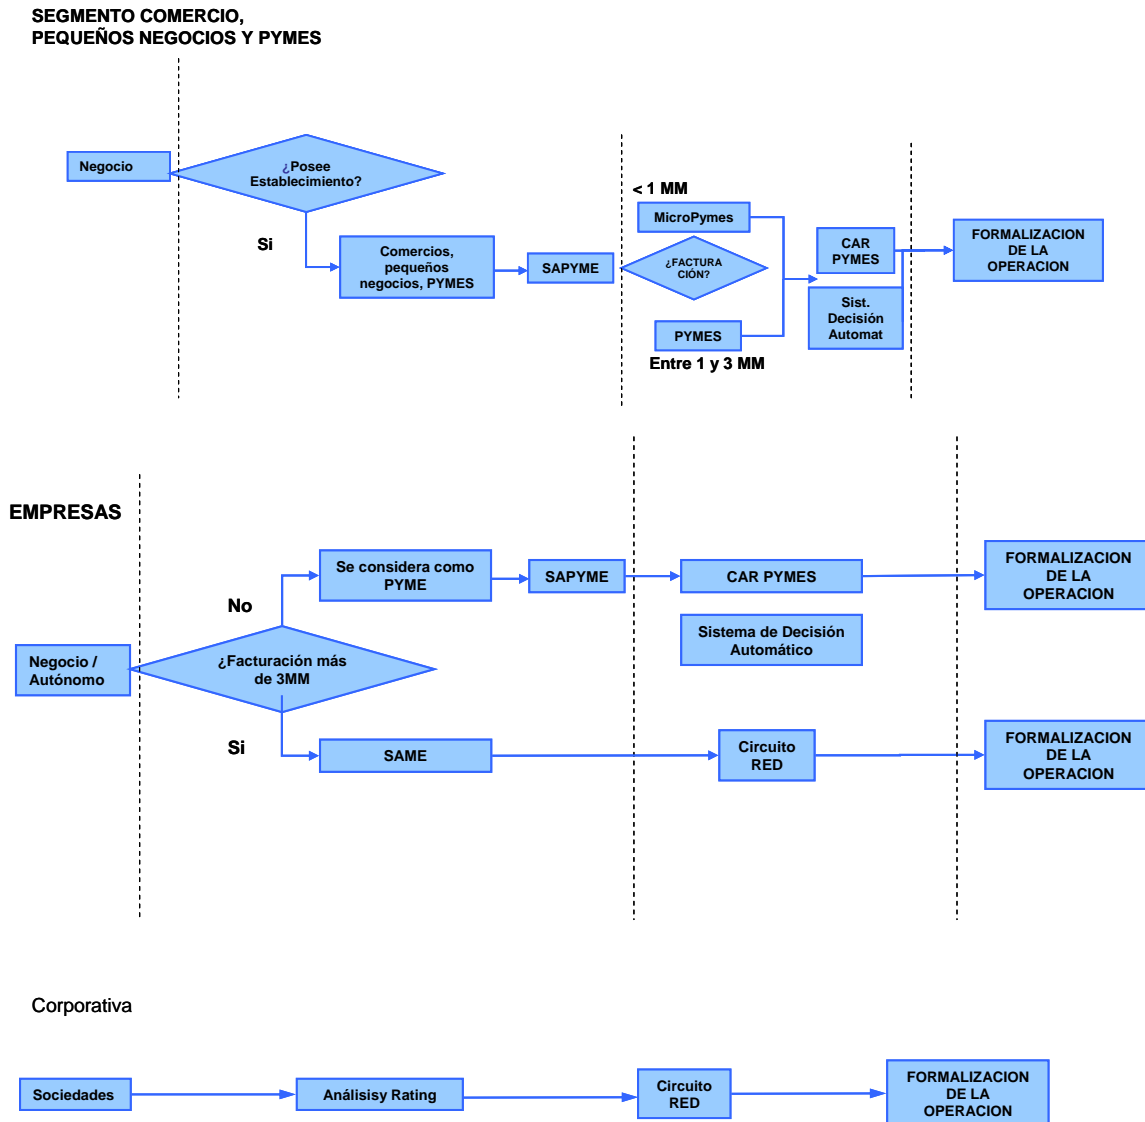 SEGMENTO COMERCIO,
PEQUEÑOS NEGOCIOS Y PYMES
Negocio
¿Posee
Establecimiento?
Si
Comercios,
pequeños
negocios, PYMES
SAPYME
< 1 MM
MicroPymes
¿FACTURA
CIÓN?
PYMES
Entre 1 y 3 MM
CAR
PYMES
Sist.
Decisión
Automat
FORMALIZACION
DE LA
OPERACION
EMPRESAS
Negocio /
Autónomo
¿Facturación más
de 3MM
No
Se considera como
PYME
SAPYME
CAR PYMES
Sistema de Decisión
Automático
FORMALIZACION
DE LA
OPERACION
Si
SAME
Circuito
RED
FORMALIZACION
DE LA
OPERACION
Corporativa
Sociedades
Análisisy Rating
Circuito
RED
FORMALIZACION
DE LA
OPERACION